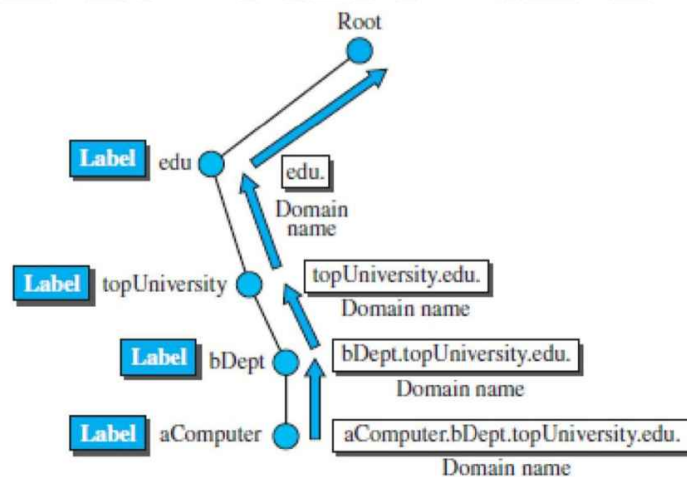 Root
Label edu
edu.
Domain
name
Label topUniversity
topUniversity.edu.
Domain name
Label bDept
bDept.topUniversity.edu.
Domain name
Label aComputer
aComputer.bDept.topUniversity.edu.
Domain name